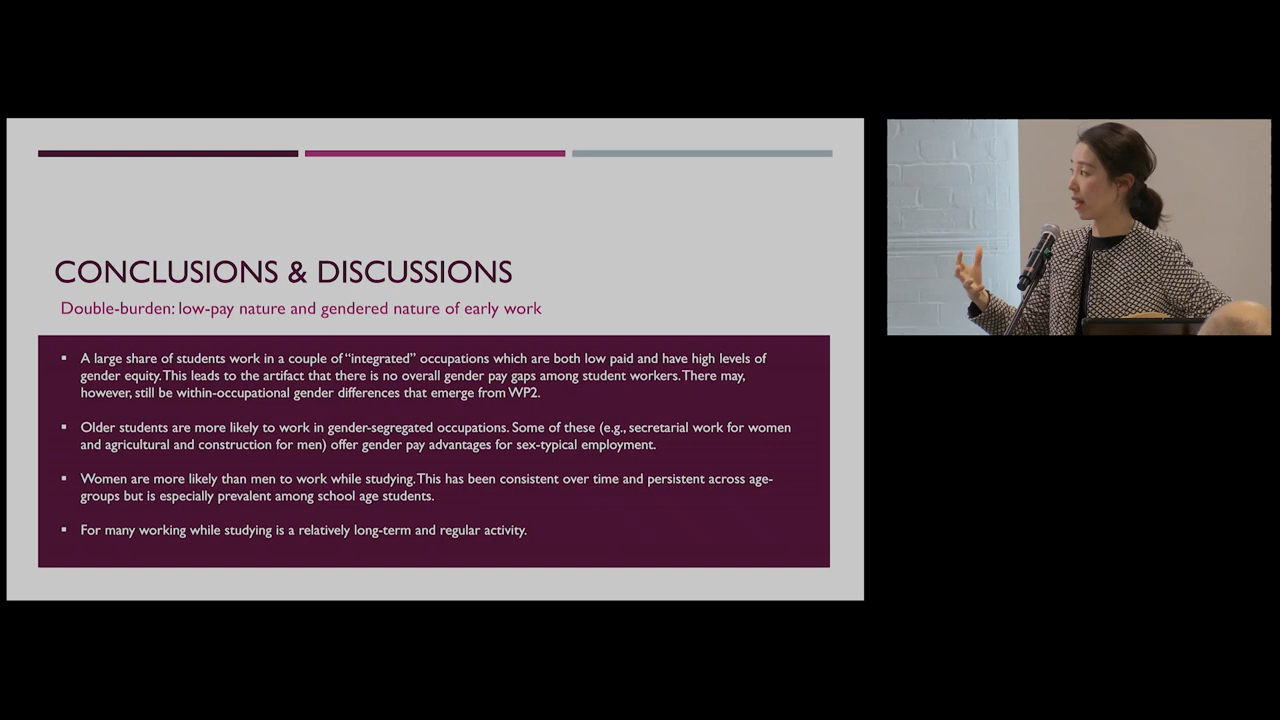 CONCLUSIONS & DISCUSSIONS
Double-burden: low-pay nature and gendered nature of early work
▪ A large share of students work in a couple of “integrated” occupations which are both low paid and have high levels of
gender equity. This leads to the artifact that there is no overall gender pay gaps among student workers. There may,
however, still be within-occupational gender differences that emerge from WP2.
▪ Older students are more likely to work in gender-segregated occupations. Some of these (e.g., secretarial work for women
and agricultural and construction for men) offer gender pay advantages for sex-typical employment.
▪ Women are more likely than men to work while studying. This has been consistent over time and persistent across age-
groups but is especially prevalent among school age students.
▪ For many working while studying is a relatively long-term and regular activity.